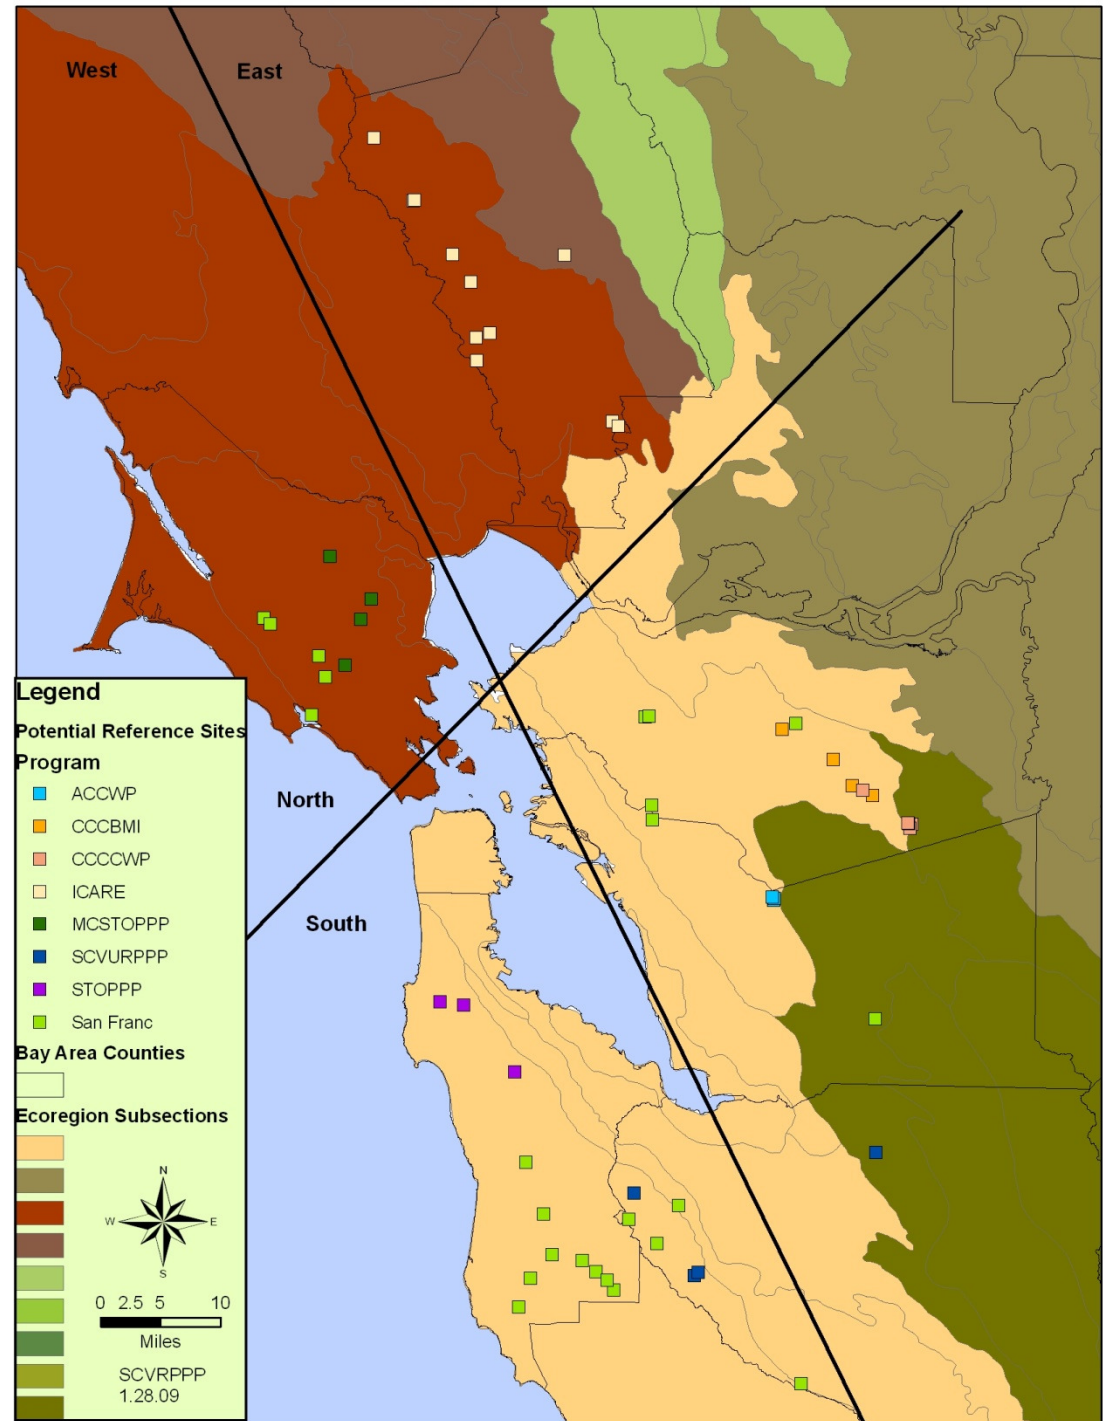 West
East
North
South
Legend
Potential Reference Sites
Program
ACCWP
CCCBMI
CCCCWP
ICARE
MCSTOPPP
SCVURPPP
STOPPP
San Franc
Bay Area Counties
Ecoregion Subsections
N
W E
S
0 2.5 5 10
Miles
SCVRPPP
1.28.09